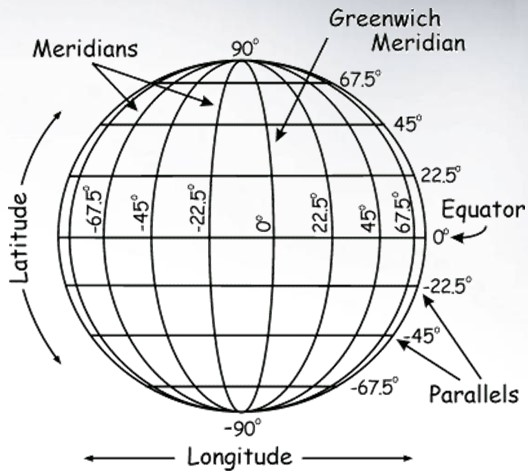 Greenwich
Meridian
Meridians
90°
67.5°
45°
22.5°
-67.5°
-45°
-22.5°
0°
22.5°
45°
67.5°
Equator
0°
Latitude
-22.5°
-45°
-67.5°
Parallels
-90°
Longitude